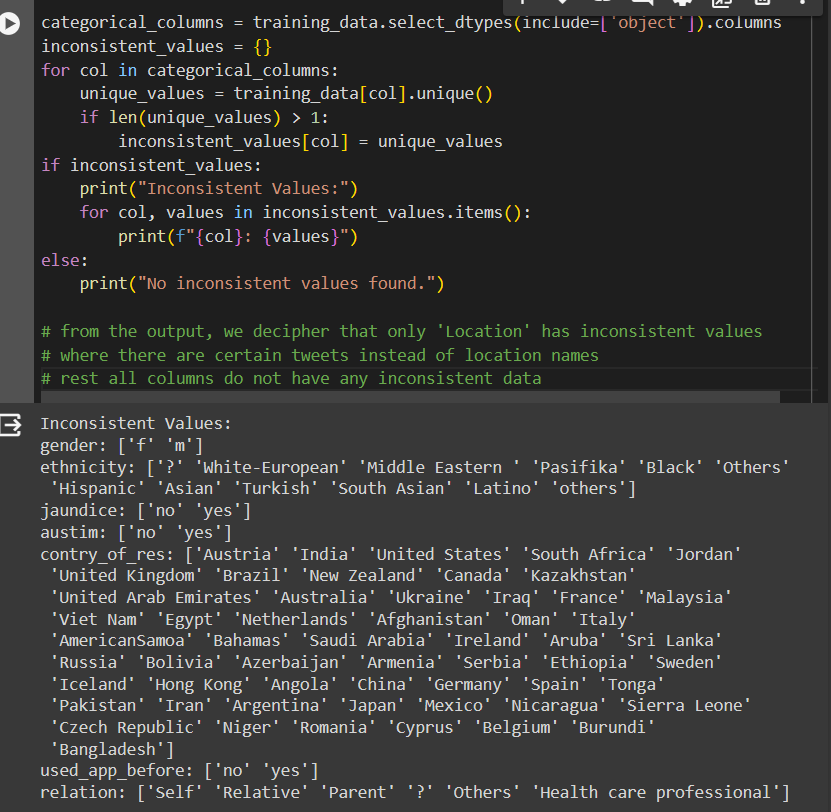 categorical_columns = training_data.select_dtypes(include=['object']).columns
inconsistent_values = {}
for col in categorical_columns:
    unique_values = training_data[col].unique()
    if len(unique_values) > 1:
        inconsistent_values[col] = unique_values
if inconsistent_values:
    print("Inconsistent Values:")
    for col, values in inconsistent_values.items():
        print(f"{col}: {values}")
else:
    print("No inconsistent values found.")

# from the output, we decipher that only 'Location' has inconsistent values
# where there are certain tweets instead of location names
# rest all columns do not have any inconsistent data
Inconsistent Values:
gender: ['f' 'm']
ethnicity: ['?' 'White-European' 'Middle Eastern ' 'Pasifika' 'Black' 'Others'
 'Hispanic' 'Asian' 'Turkish' 'South Asian' 'Latino' 'others']
jaundice: ['no' 'yes']
austim: ['no' 'yes']
contry_of_res: ['Austria' 'India' 'United States' 'South Africa' 'Jordan'
 'United Kingdom' 'Brazil' 'New Zealand' 'Canada' 'Kazakhstan'
 'United Arab Emirates' 'Australia' 'Ukraine' 'Iraq' 'France' 'Malaysia'
 'Viet Nam' 'Egypt' 'Netherlands' 'Afghanistan' 'Oman' 'Italy'
 'AmericanSamoa' 'Bahamas' 'Saudi Arabia' 'Ireland' 'Aruba' 'Sri Lanka'
 'Russia' 'Bolivia' 'Azerbaijan' 'Armenia' 'Serbia' 'Ethiopia' 'Sweden'
 'Iceland' 'Hong Kong' 'Angola' 'China' 'Germany' 'Spain' 'Tonga'
 'Pakistan' 'Iran' 'Argentina' 'Japan' 'Mexico' 'Nicaragua' 'Sierra Leone'
 'Czech Republic' 'Niger' 'Romania' 'Cyprus' 'Belgium' 'Burundi'
 'Bangladesh']
used_app_before: ['no' 'yes']
relation: ['Self' 'Relative' 'Parent' '?' 'Others' 'Health care professional']